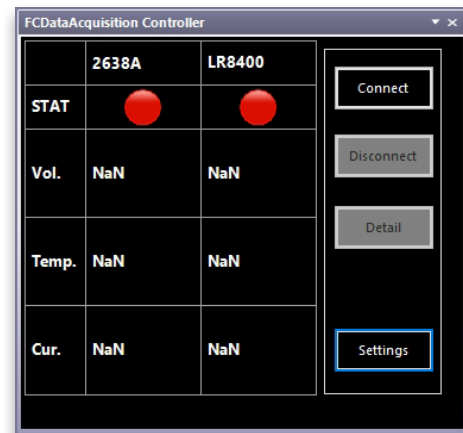 FCDataAcquisition Controller
2638A LR8400
STAT
Vol. NaN NaN
Temp. NaN NaN
Cur. NaN NaN
Connect
Disconnect
Detail
Settings